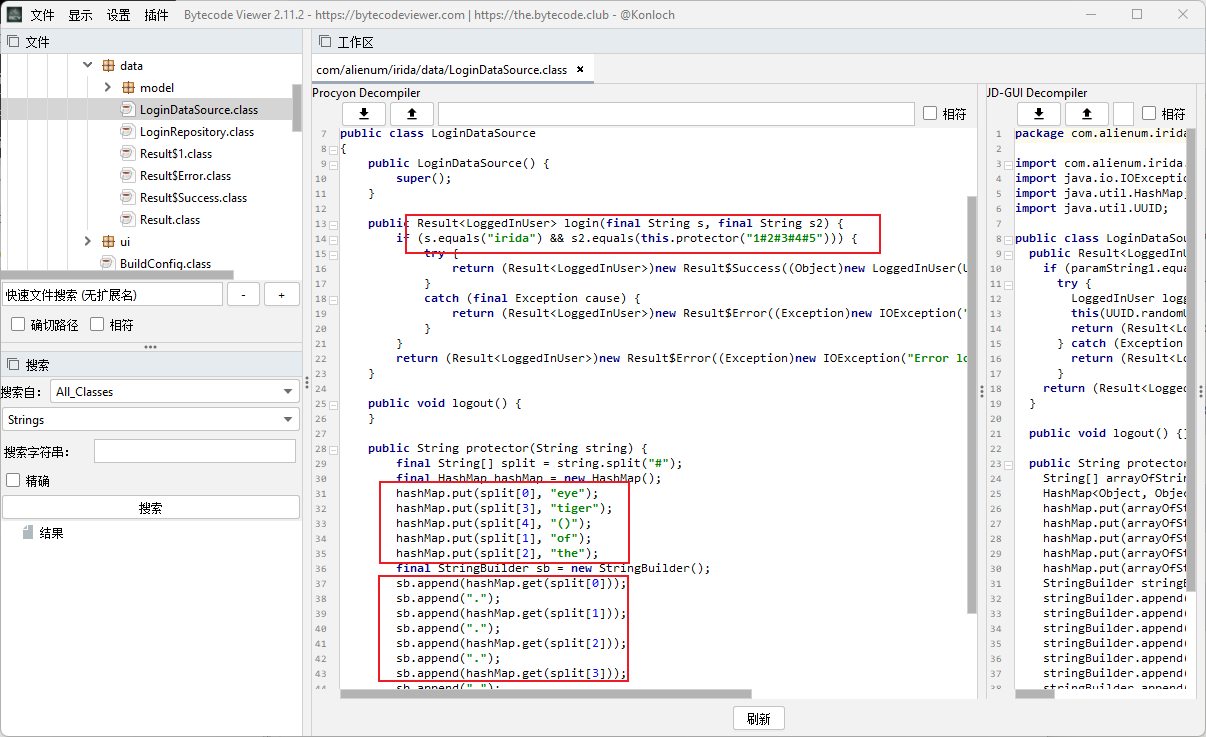 文件 显示 设置 插件 Bytecode Viewer 2.11.2 - https://bytecodeviewer.com | https://the.bytecode.club - @Konloch
文件
data
model
LoginDataSource.class
LoginRepository.class
Result$1.class
Result$Error.class
Result$Success.class
Result.class
ui
BuildConfig.class
快速文件搜索 (无扩展名)
- +
确切路径 相符
搜索
搜索自: All_Classes
Strings
搜索字符串:
精确
搜索
结果
工作区
com/alienum/irida/data/LoginDataSource.class ×
Procyon Decompiler
相符
7 public class LoginDataSource
8 {
9 public LoginDataSource() {
10 super();
11 }
12
13 public Result<LoggedInUser> login(final String s, final String s2) {
14 if (s.equals("irida") && s2.equals(this.protector("1#2#3#4#5"))) {
15 try {
16 return (Result<LoggedInUser>)new Result$Success((Object)new LoggedInUser(U
17 }
18 catch (final Exception cause) {
19 return (Result<LoggedInUser>)new Result$Error((Exception)new IOException("
20 }
21 }
22 return (Result<LoggedInUser>)new Result$Error((Exception)new IOException("Error lo
23 }
24
25 public void logout() {
26 }
27
28 public String protector(String string) {
29 final String[] split = string.split("#");
30 final HashMap hashMap = new HashMap();
31 hashMap.put(split[0], "eye");
32 hashMap.put(split[3], "tiger");
33 hashMap.put(split[4], "()");
34 hashMap.put(split[1], "of");
35 hashMap.put(split[2], "the");
36 final StringBuilder sb = new StringBuilder();
37 sb.append(hashMap.get(split[0]));
38 sb.append(".");
39 sb.append(hashMap.get(split[1]));
40 sb.append(".");
41 sb.append(hashMap.get(split[2]));
42 sb.append(".");
43 sb.append(hashMap.get(split[3]));
44 sb.append(".");
JD-GUI Decompiler
相符
1 package com.alienum.irida
2
3 import com.alienum.irida.
4 import java.io.IOExceptio
5 import java.util.HashMap;
6 import java.util.UUID;
7
8 public class LoginDataSou
9 public Result<LoggedInU
10 if (paramString1.equa
11 try {
12 LoggedInUser logg
13 this(UUID.randomU
14 return (Result<Lo
15 } catch (Exception
16 return (Result<Lo
17 }
18 return (Result<Logged
19 }
20
21 public void logout() {}
22
23 public String protector
24 String[] arrayOfStrin
25 HashMap<Object, Objec
26 hashMap.put(arrayOfSt
27 hashMap.put(arrayOfSt
28 hashMap.put(arrayOfSt
29 hashMap.put(arrayOfSt
30 hashMap.put(arrayOfSt
31 StringBuilder stringB
32 stringBuilder.append(
33 stringBuilder.append(
34 stringBuilder.append(
35 stringBuilder.append(
36 stringBuilder.append(
37 stringBuilder.append(
38 stringBuilder.append(
刷新